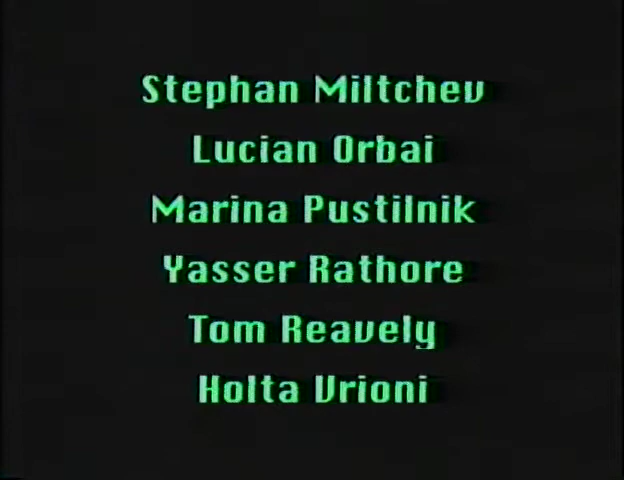 Stephan Miltchev
Lucian Orbai
Marina Pustilnik
Yasser Rathore
Tom Reavely
Holta Vrioni